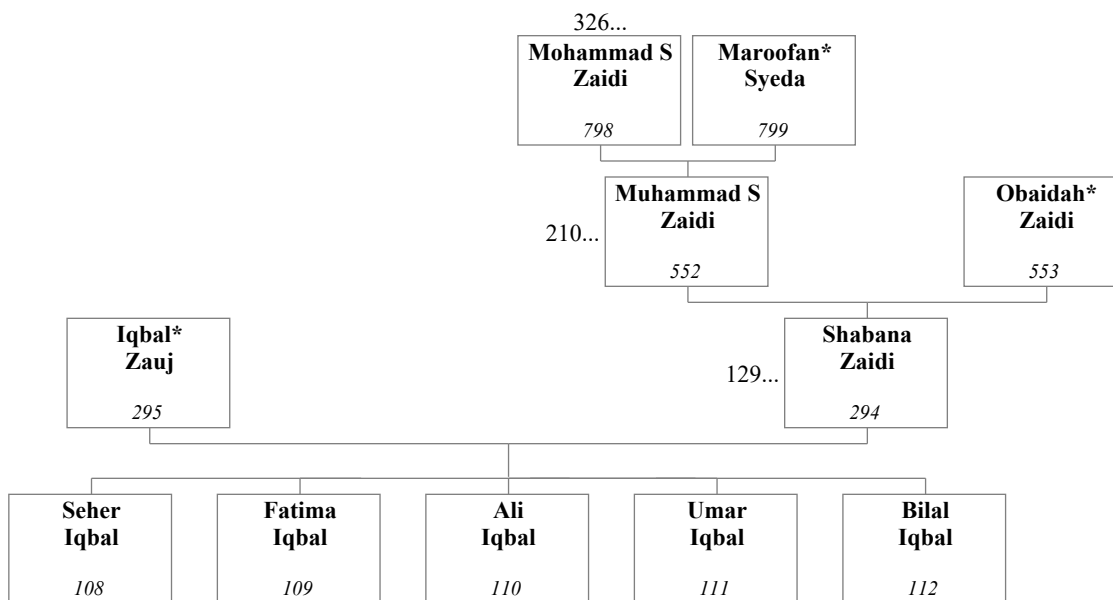 326...
Mohammad S
Zaidi
798
Maroofan*
Syeda
799
210...
Muhammad S
Zaidi
552
Obaidah*
Zaidi
553
Iqbal*
Zauj
295
129...
Shabana
Zaidi
294
Seher
Iqbal
108
Fatima
Iqbal
109
Ali
Iqbal
110
Umar
Iqbal
111
Bilal
Iqbal
112